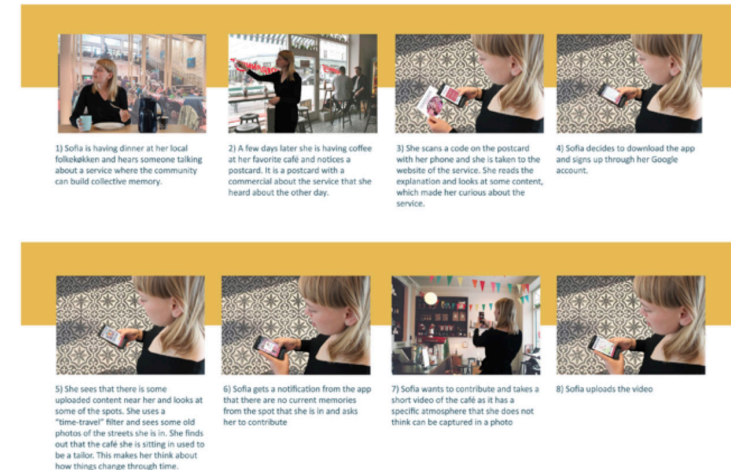 1) Sofia is having dinner at her local
folkekøkken and hears someone talking
about a service where the community
can build collective memory.
2) A few days later she is having coffee
at her favorite café and notices a
postcard. It is a postcard with a
commercial about the service that she
heard about the other day.
3) She scans a code on the postcard
with her phone and she is taken to the
website of the service. She reads the
explanation and looks at some content,
which made her curious about the
service.
4) Sofia decides to download the app
and signs up through her Google
account.
5) She sees that there is some
uploaded content near her and looks at
some of the spots. She uses a
"time-travel" filter and sees some old
photos of the streets she is in. She finds
out that the café she is sitting in used to
be a tailor. This makes her think about
how things change through time.
6) Sofia gets a notification from the app
that there are no current memories
from the spot that she is in and asks
her to contribute
7) Sofia wants to contribute and takes a
short video of the café as it has a
specific atmosphere that she does not
think can be captured in a photo
8) Sofia uploads the video